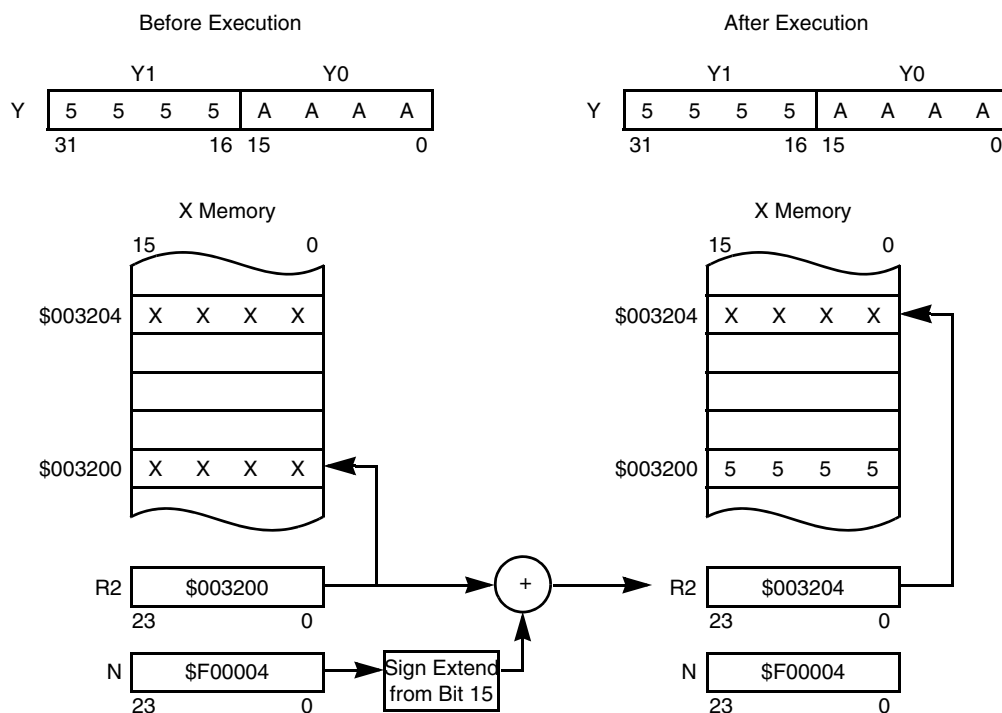 Before Execution After Execution
Y1 Y0 Y1 Y0
Y 5 5 5 5 A A A A Y 5 5 5 5 A A A A
31 16 15 0 31 16 15 0
X Memory X Memory
15 0 15 0
$003204 X X X X $003204 X X X X
$003200 X X X X $003200 5 5 5 5
R2 $003200 + R2 $003204
23 0 23 0
N $F00004 Sign Extend from Bit 15 N $F00004
23 0 23 0